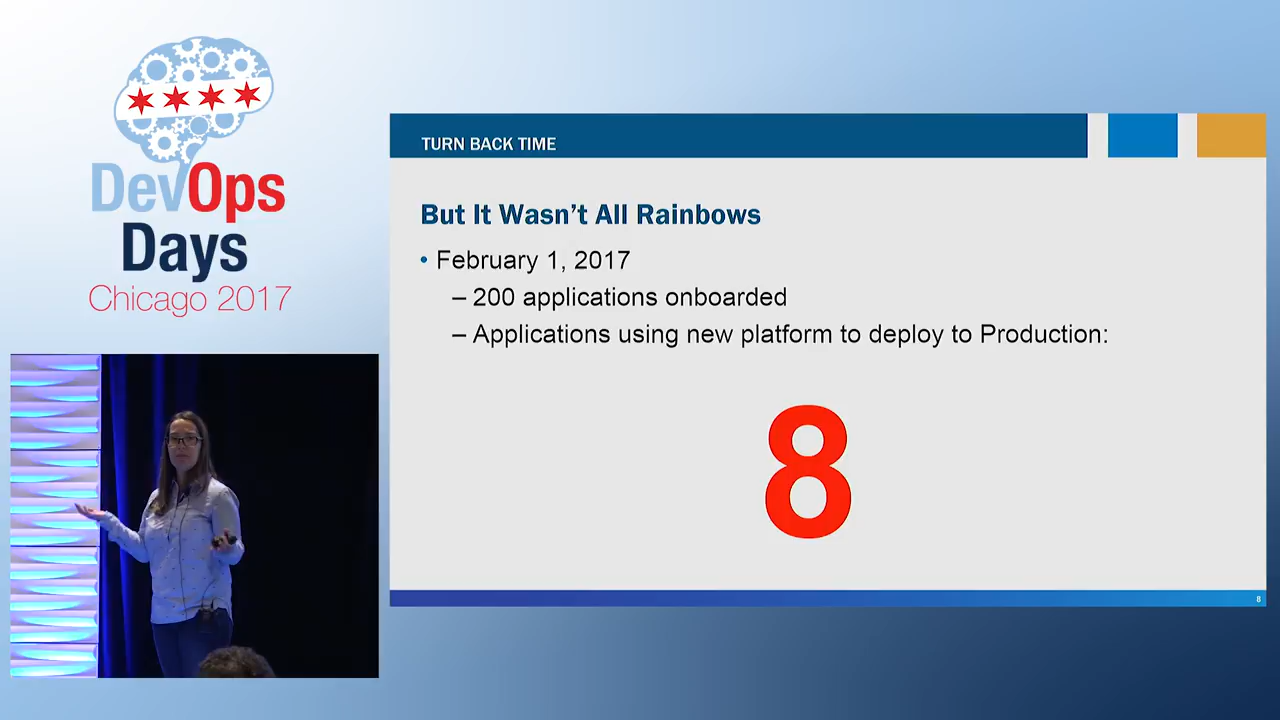 DevOps
Days
Chicago 2017
TURN BACK TIME
But It Wasn't All Rainbows
• February 1, 2017
– 200 applications onboarded
– Applications using new platform to deploy to Production:
8
8